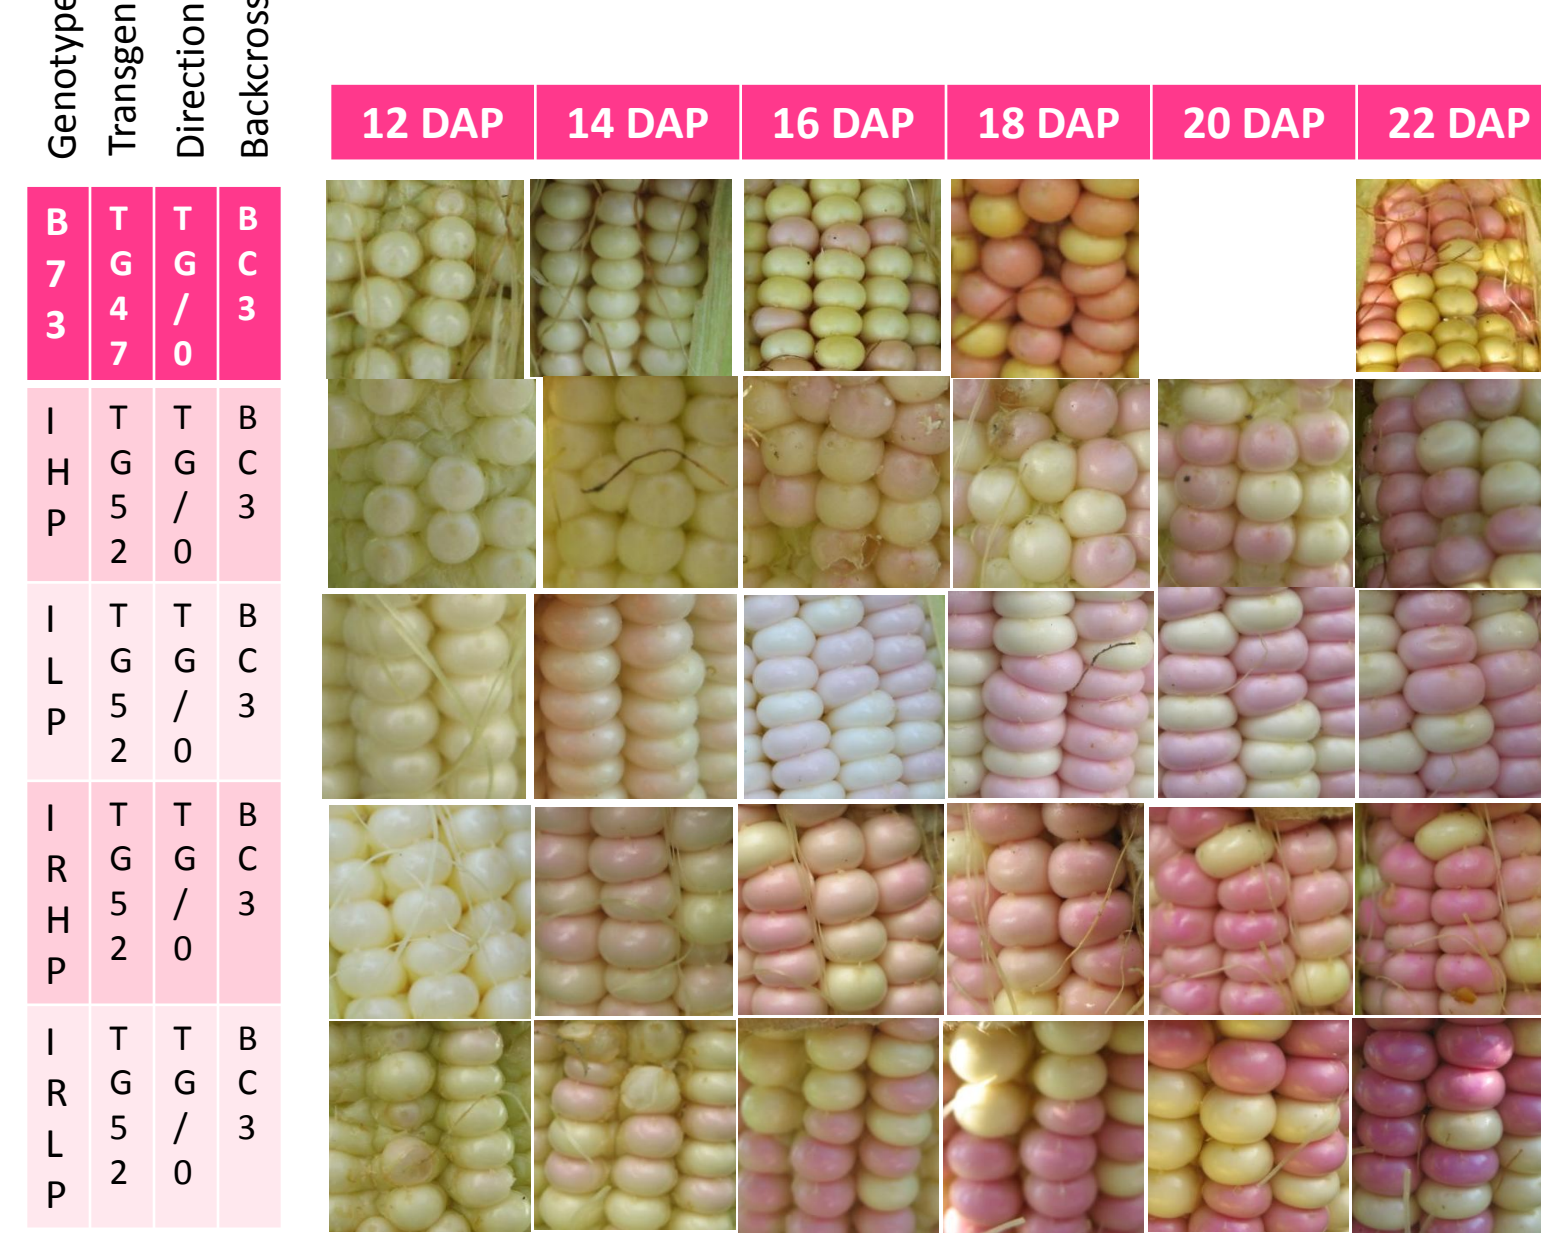 Genotype
Transgen
Direction
Backcross
12 DAP 14 DAP 16 DAP 18 DAP 20 DAP 22 DAP
B73 TG47 TG/0 BC3
IHP TG52 TG/0 BC3
ILP TG52 TG/0 BC3
IRHP TG52 TG/0 BC3
IRLP TG52 TG/0 BC3